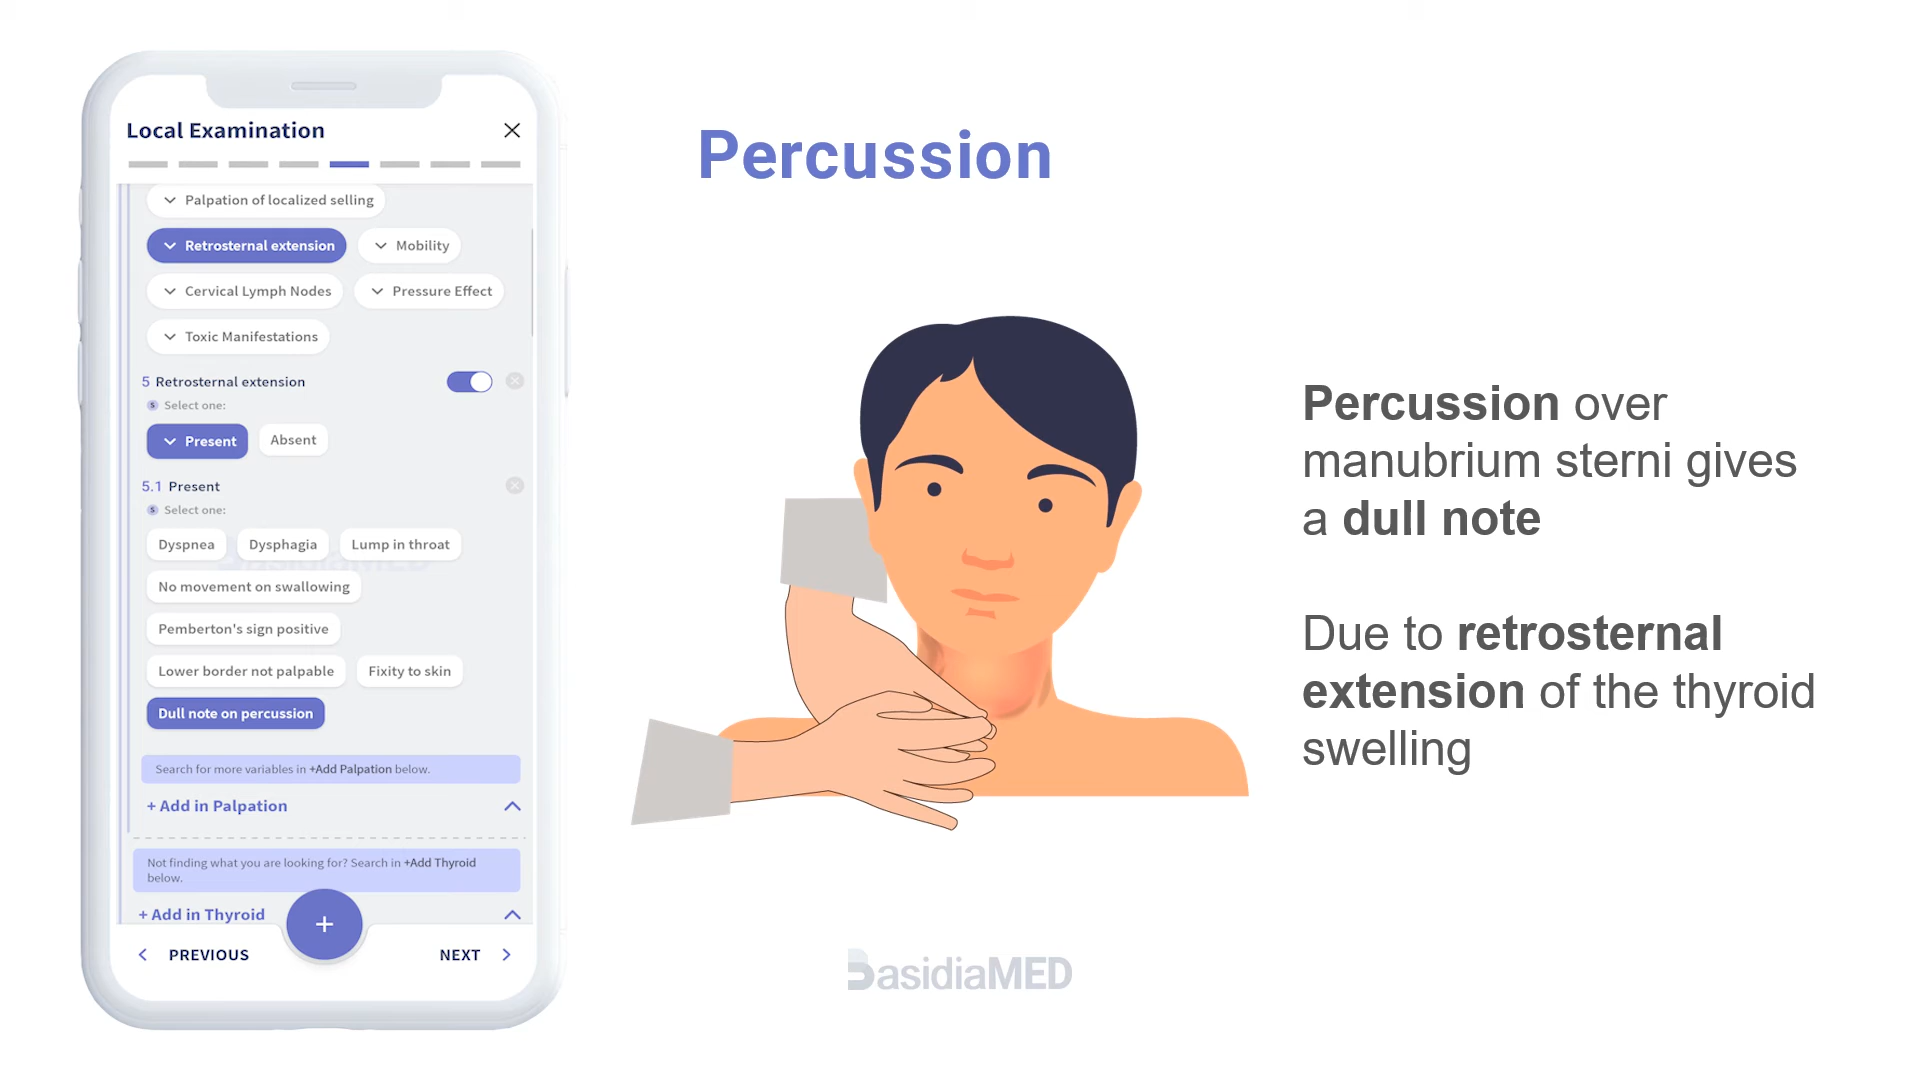 Local Examination
Palpation of localized selling
Retrosternal extension
Mobility
Cervical Lymph Nodes
Pressure Effect
Toxic Manifestations
5 Retrosternal extension
S Select one:
Present
Absent
5.1 Present
S Select one:
Dyspnea
Dysphagia
Lump in throat
No movement on swallowing
Pemberton's sign positive
Lower border not palpable
Fixity to skin
Dull note on percussion
Search for more variables in +Add Palpation below.
+ Add in Palpation
Not finding what you are looking for? Search in +Add Thyroid
below.
+ Add in Thyroid
+
PREVIOUS
NEXT
Percussion
Percussion over
manubrium sterni gives
a dull note
Due to retrosternal
extension of the thyroid
swelling
BasidiaMED